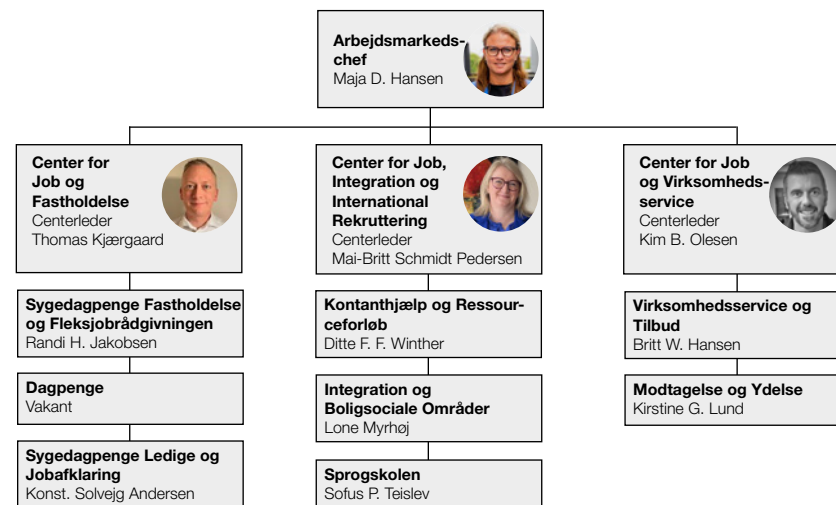 Arbejdsmarkeds-
chef
Maja D. Hansen
Center for
Job og
Fastholdelse
Centerleder
Thomas Kjærgaard
Center for Job,
Integration og
International
Rekruttering
Centerleder
Mai-Britt Schmidt Pedersen
Center for Job
og Virksomheds-
service
Centerleder
Kim B. Olesen
Sygedagpenge Fastholdelse
og Fleksjobrådgivningen
Randi H. Jakobsen
Dagpenge
Vakant
Sygedagpenge Ledige og
Jobafklaring
Konst. Solvejg Andersen
Kontanthjælp og Ressour-
ceforløb
Ditte F. F. Winther
Integration og
Boligsociale Områder
Lone Myrhøj
Sprogskolen
Sofus P. Teislev
Virksomhedsservice og
Tilbud
Britt W. Hansen
Modtagelse og Ydelse
Kirstine G. Lund